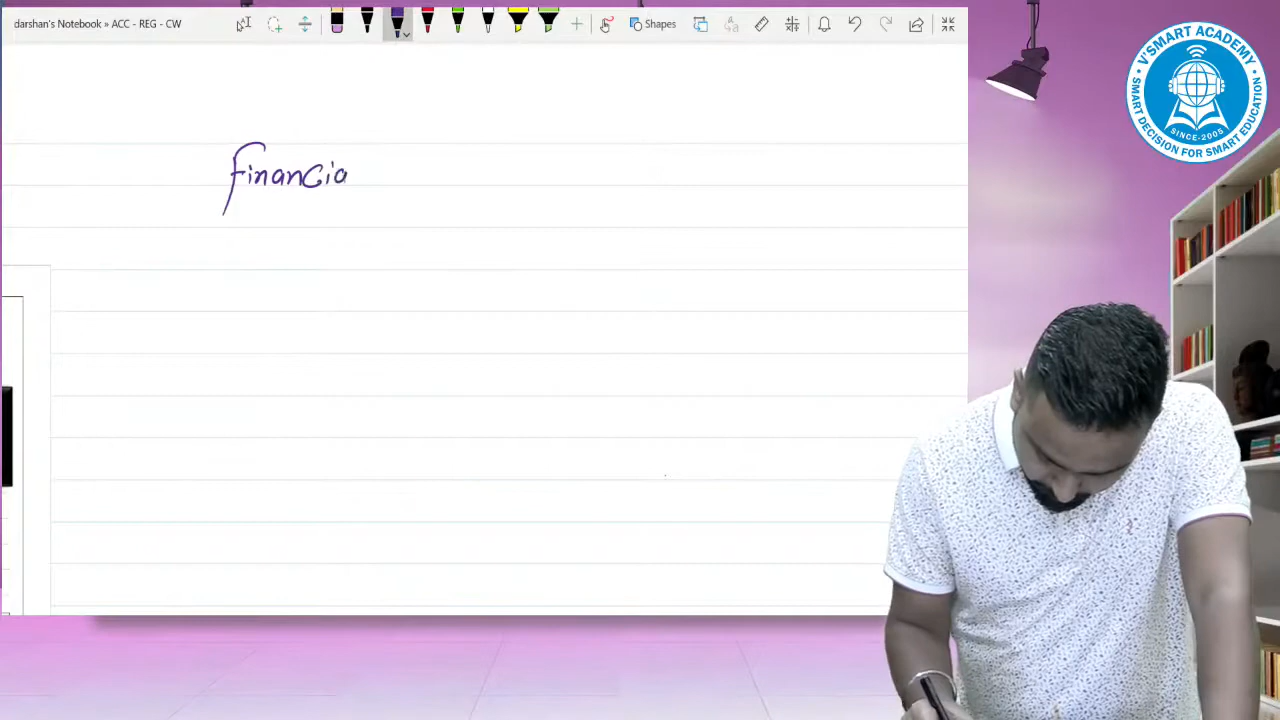 darshan's Notebook » ACC - REG - CW
Shapes
Financia
V'SMART ACADEMY
SINCE-2005
SMART DECISION FOR SMART EDUCATION